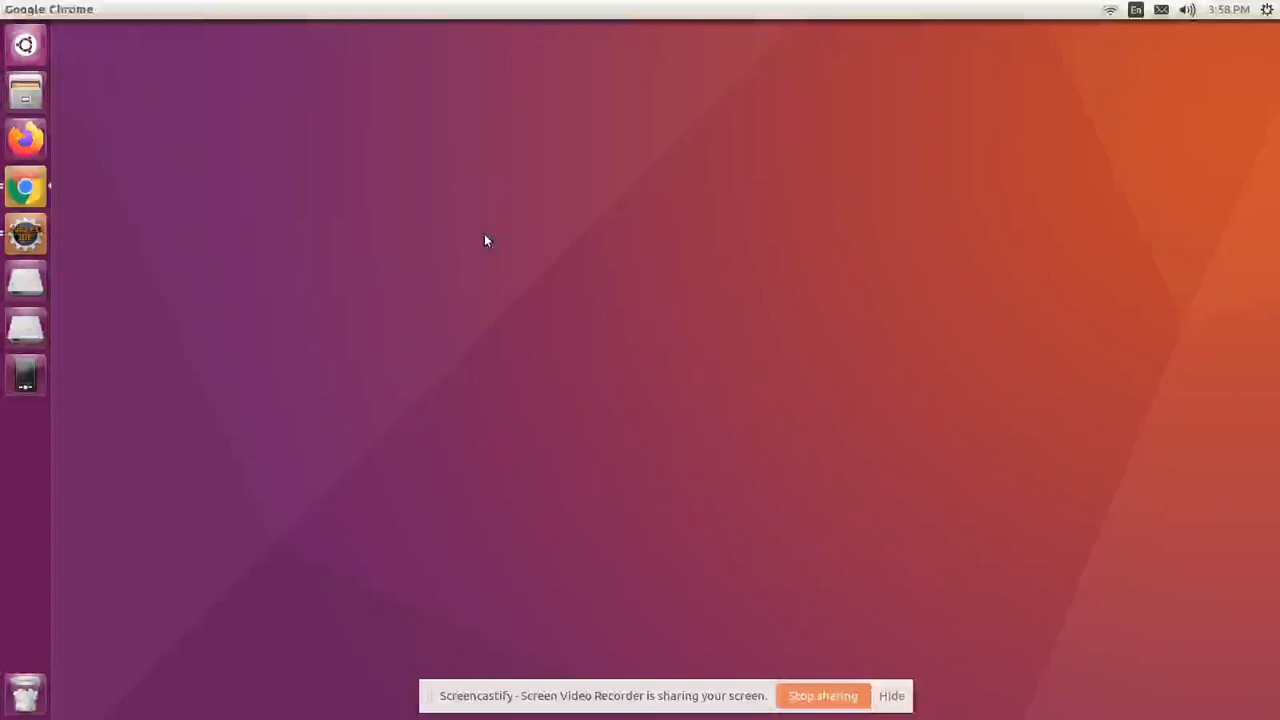 Google Chrome
En
3:58 PM
Screencastify - Screen Video Recorder is sharing your screen. Stop sharing Hide